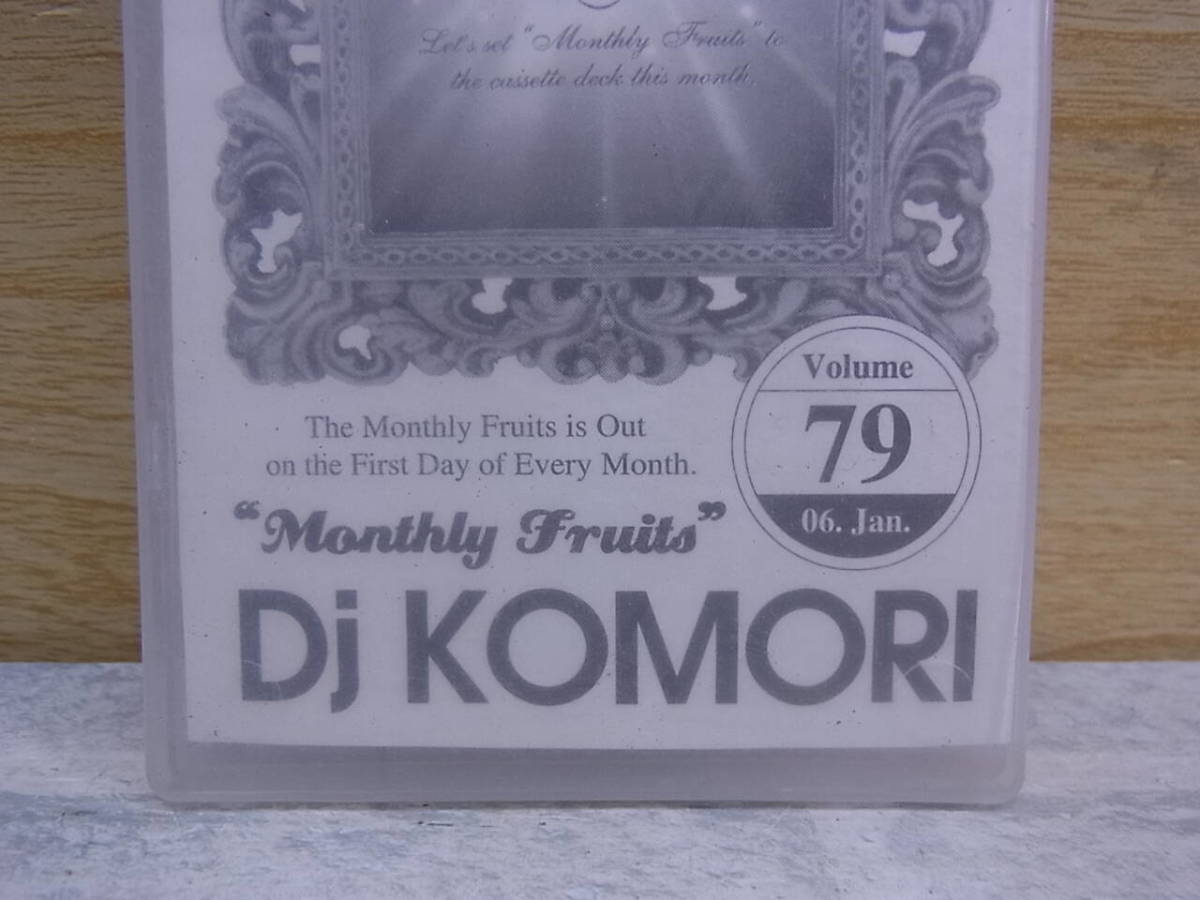 Let's set "Monthly Fruits" to
the cassette deck this month.
The Monthly Fruits is Out
on the First Day of Every Month.
"Monthly Fruits"
Volume
79
06. Jan.
Dj KOMORI